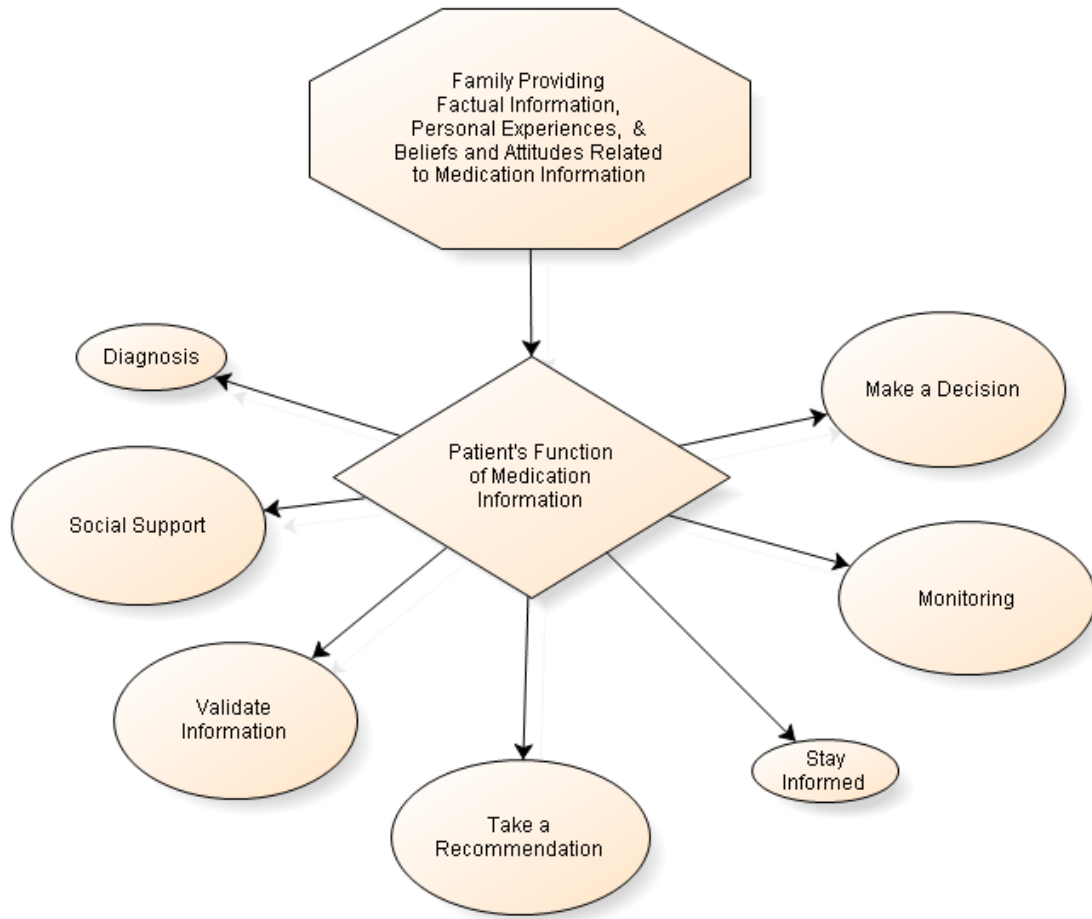 Family Providing
Factual Information,
Personal Experiences, &
Beliefs and Attitudes Related
to Medication Information
Diagnosis
Make a Decision
Patient's Function
of Medication
Information
Social Support
Monitoring
Validate
Information
Stay
Informed
Take a
Recommendation